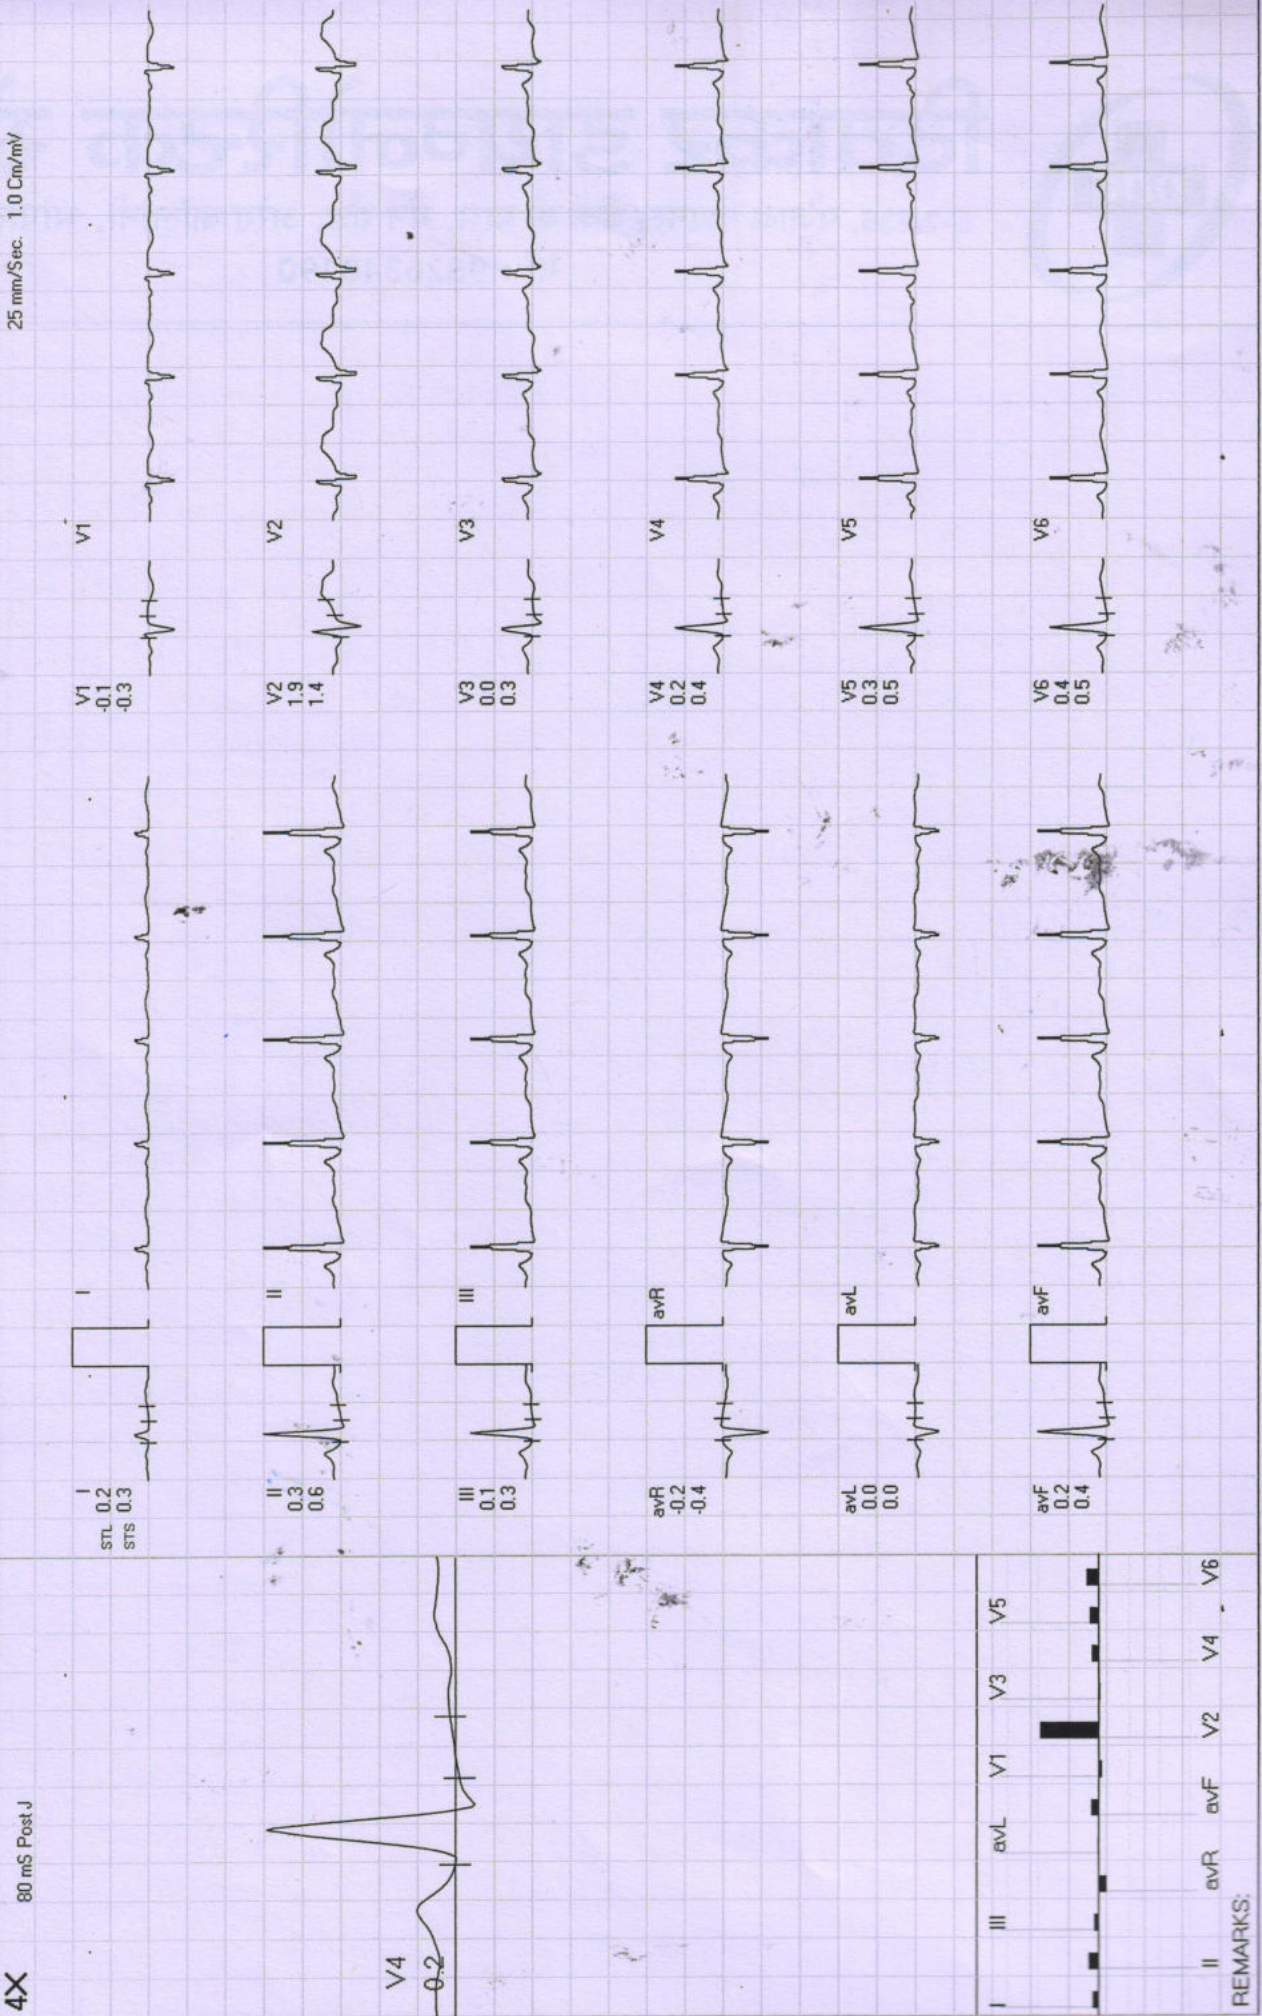 4X
80 mS Post J
25 mm/Sec. 1.0 Cm/mV
V4
0.2
I
STL 0.2
STS 0.3
I
V1
-0.1
-0.3
V1
II
0.3
0.6
II
V2
1.9
1.4
V2
III
0.1
0.3
III
V3
0.0
0.3
V3
avR
-0.2
-0.4
avR
V4
0.2
0.4
V4
avL
0.0
0.0
avL
V5
0.3
0.5
V5
avF
0.2
0.4
avF
V6
0.4
0.5
V6
I III avL V1 V3 V5
II avR avF V2 V4 V6
REMARKS: